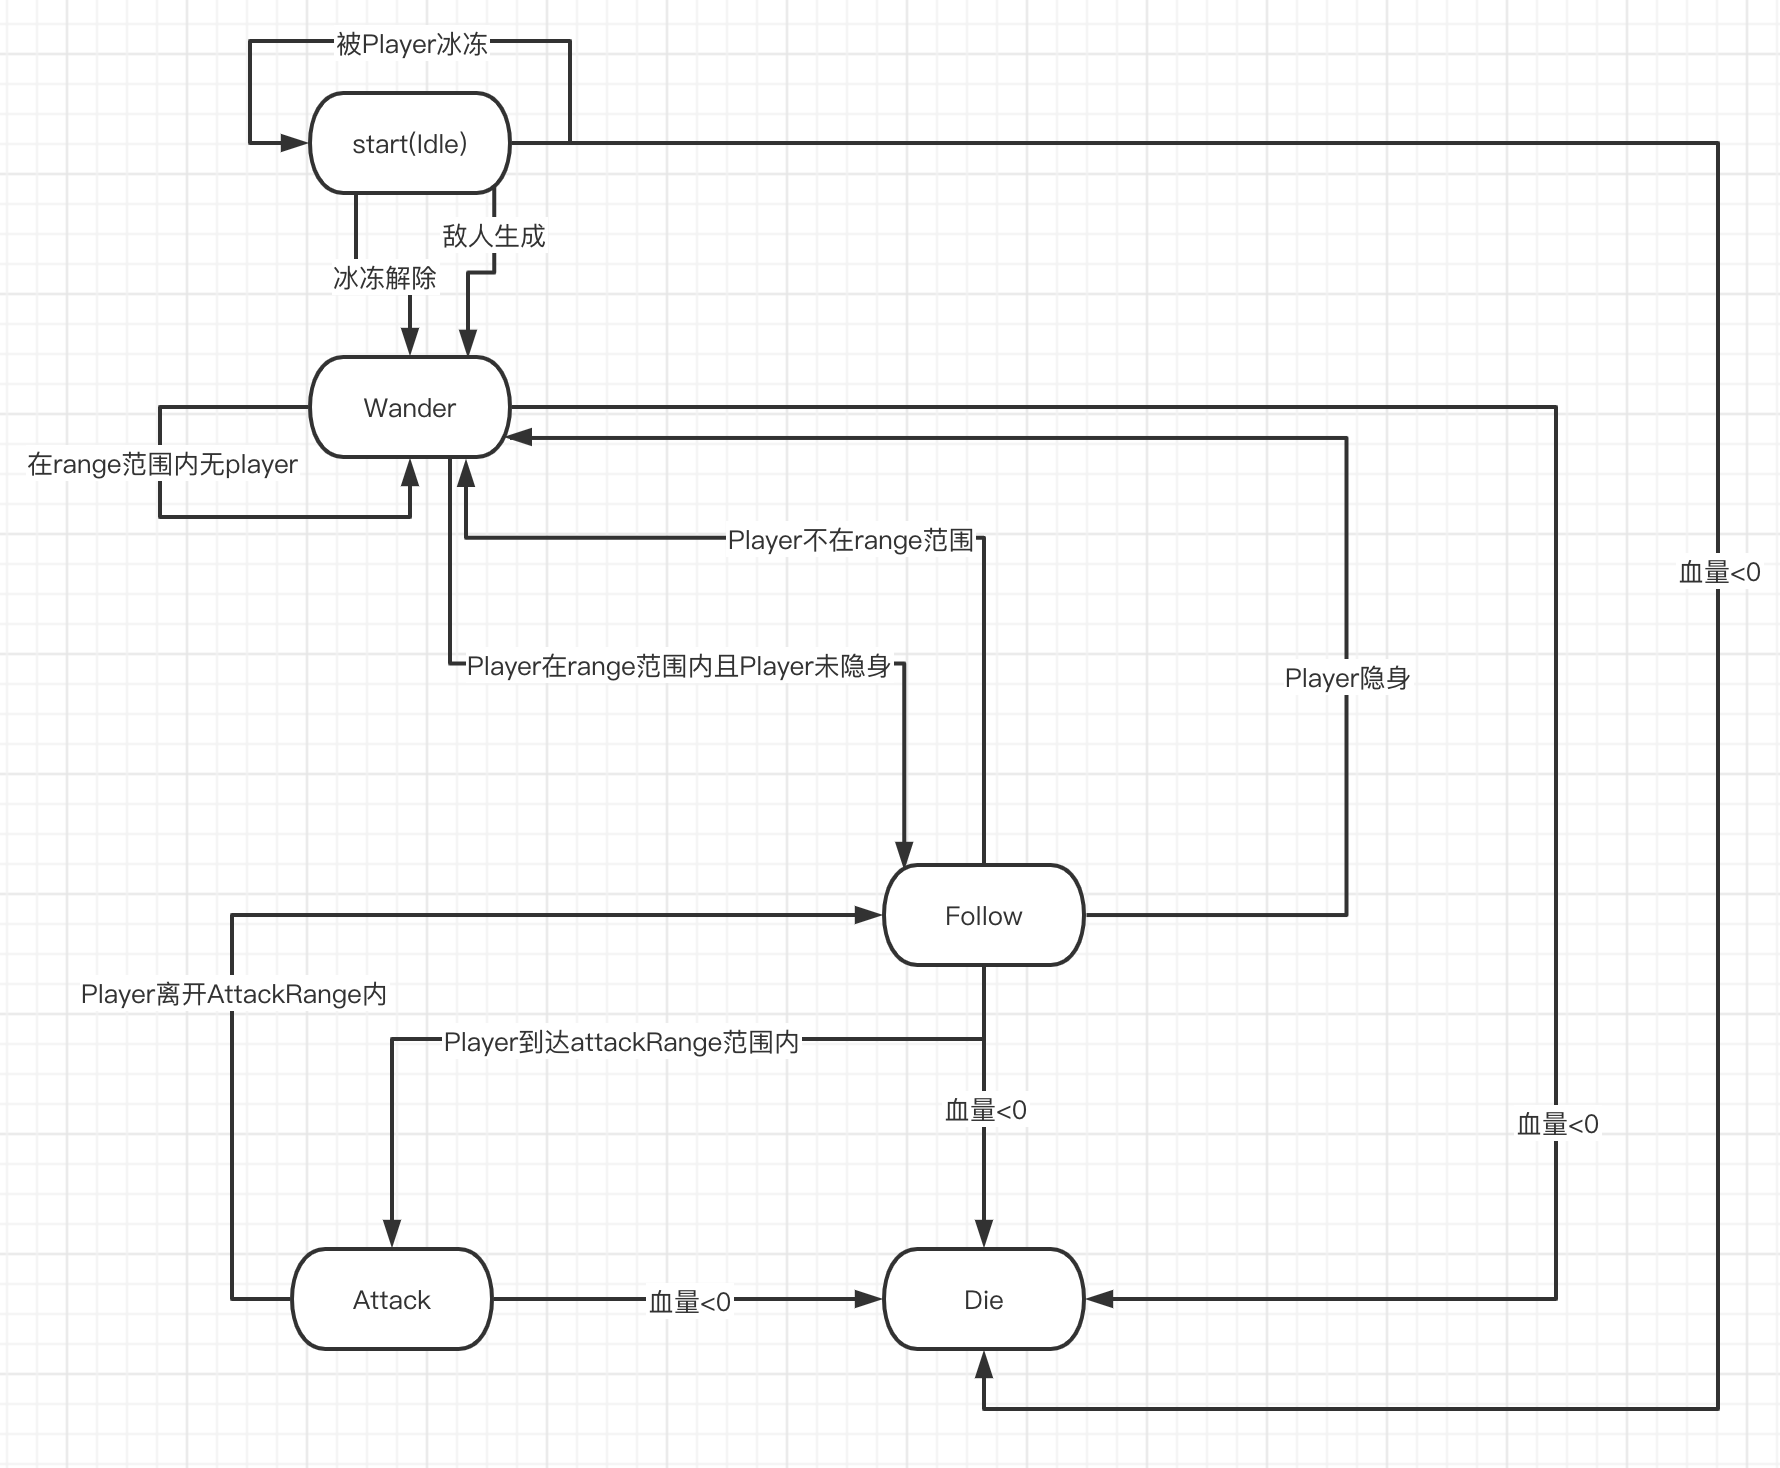 被Player冰冻
start(Idle)
敌人生成
冰冻解除
Wander
在range范围内无player
Player不在range范围
血量<0
Player在range范围内且Player未隐身
Player隐身
Follow
Player离开AttackRange内
Player到达attackRange范围内
血量<0
血量<0
Attack
血量<0
Die